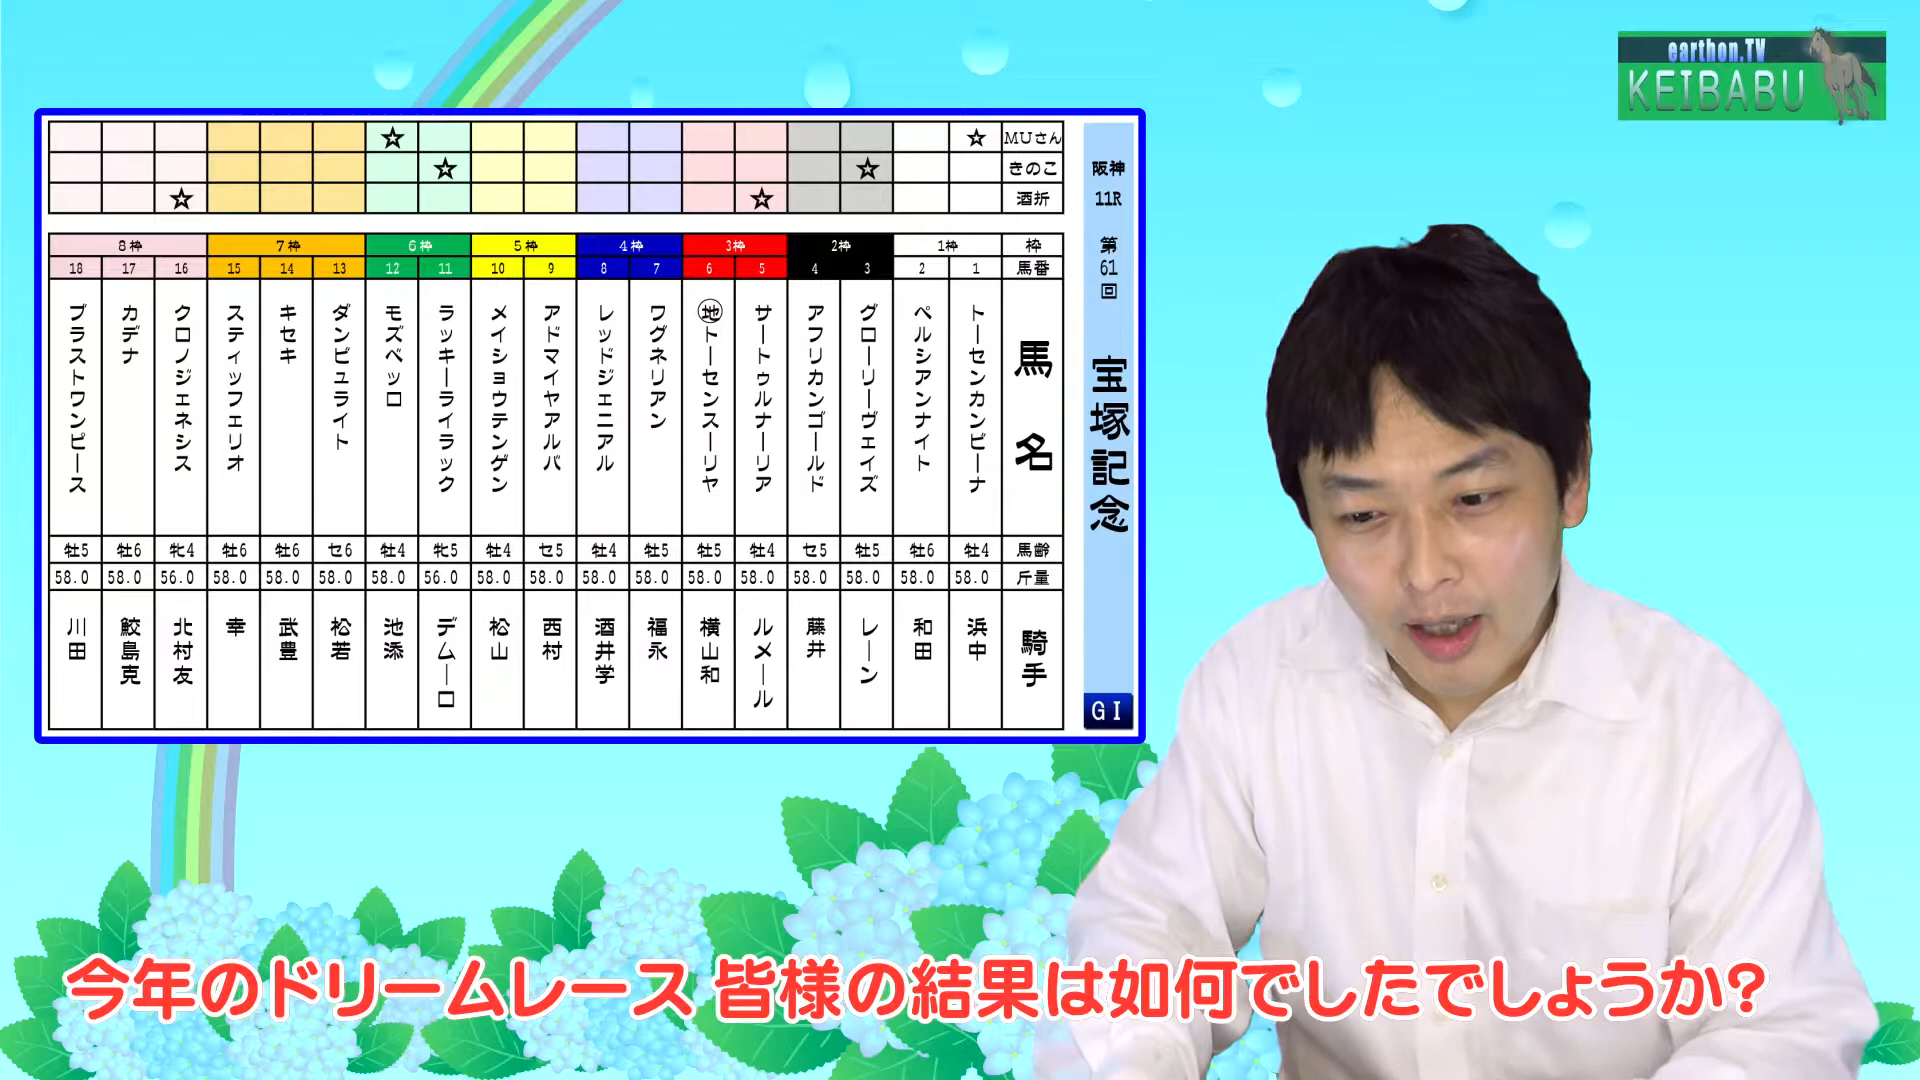 earthon.TV
KEIBABU
阪神
11R
第61回
宝塚記念
GI
MUさん ☆ ☆
きのこ ☆ ☆
酒折 ☆ ☆
枠 1枠 2枠 3枠 4枠 5枠 6枠 7枠 8枠
馬番 1 2 3 4 5 6 7 8 9 10 11 12 13 14 15 16 17 18
馬名
トーセンカンビーナ
ペルシアンナイト
グローリーヴェイズ
アフリカンゴールド
サートゥルナーリア
㊞トーセンスーリヤ
ワグネリアン
レッドジェニアル
アドマイヤアルバ
メイショウテンゲン
ラッキーライラック
モズベッロ
ダンビュライト
キセキ
スティッフェリオ
クロノジェネシス
カデナ
ブラストワンピース
馬齢 牡4 牡6 牡5 セ5 牡4 牡5 牡5 牡4 セ5 牡4 牝5 牡4 セ6 牡6 牡6 牝4 牡6 牡5
斤量 58.0 58.0 58.0 58.0 58.0 58.0 58.0 58.0 58.0 58.0 56.0 58.0 58.0 58.0 58.0 56.0 58.0 58.0
騎手
浜中
和田
レーン
藤井
ルメール
横山和
福永
酒井学
西村
松山
デムーロ
池添
松若
武豊
幸
北村友
鮫島克
川田
今年のドリームレース 皆様の結果は如何でしたでしょうか?